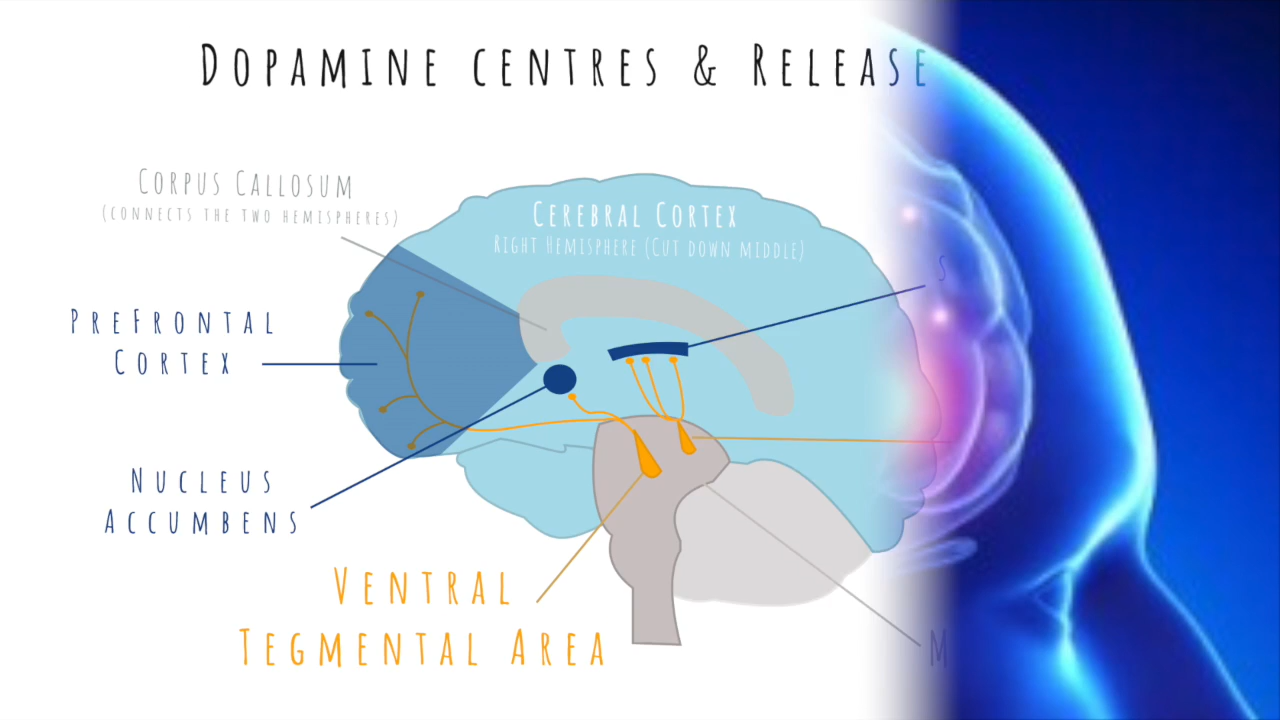 Dopamine centres & Release
Corpus Callosum
(connects the two hemispheres)
Cerebral Cortex
Right Hemisphere (Cut down middle)
PreFrontal
Cortex
Nucleus
Accumbens
Ventral
Tegmental Area